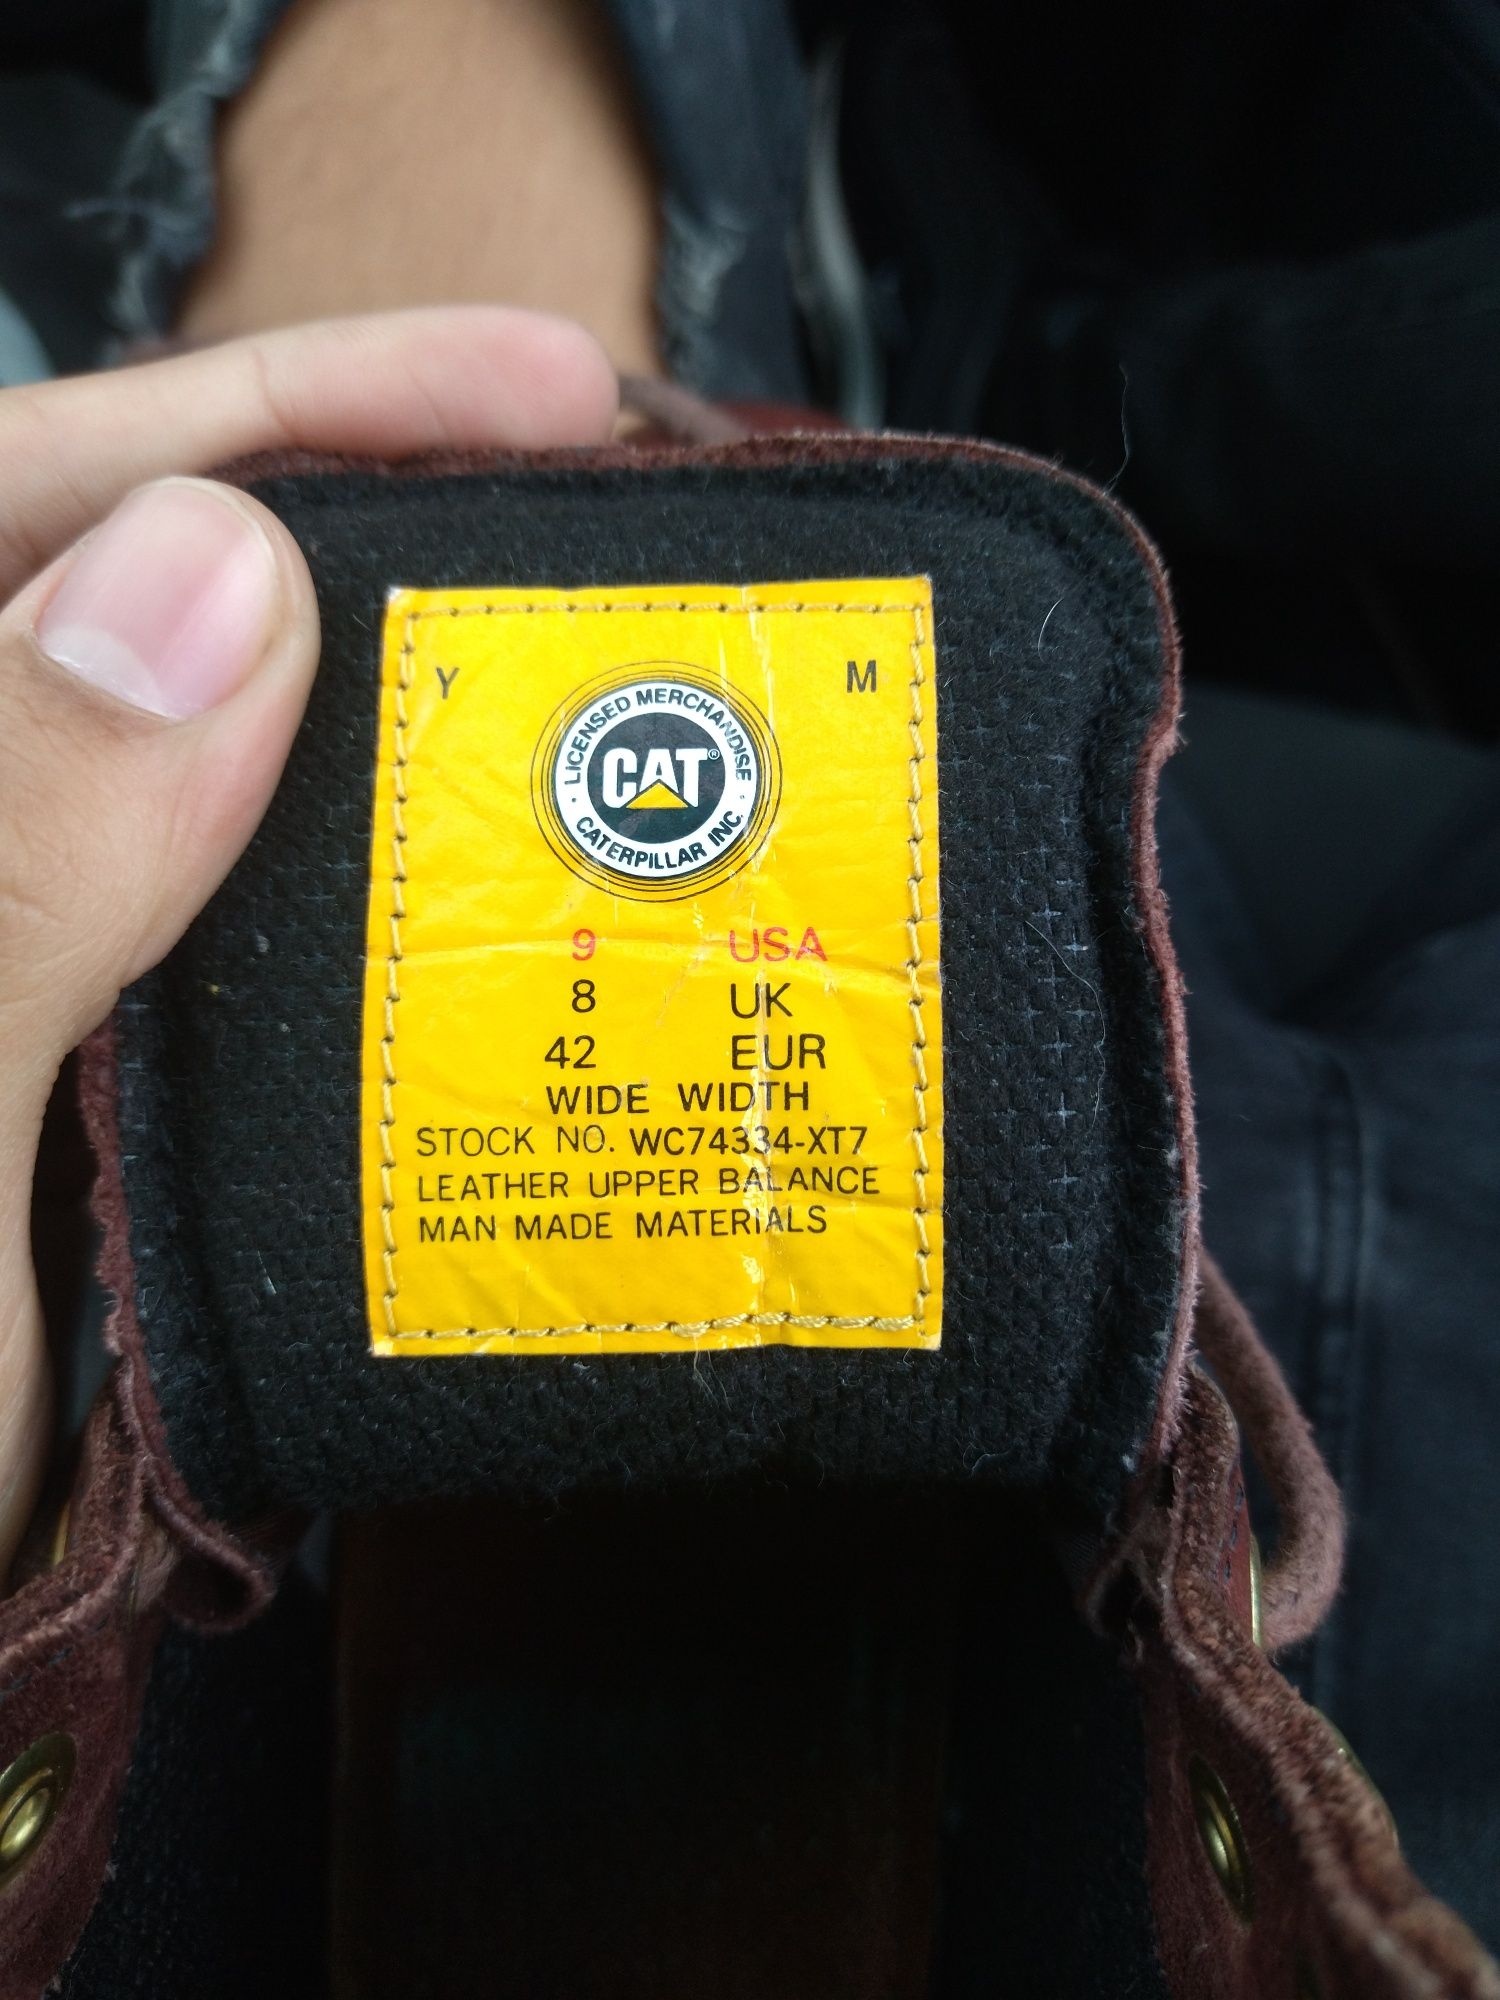 Y M
LICENSED MERCHANDISE
CAT®
· CATERPILLAR INC. ·
9 USA
8 UK
42 EUR
WIDE WIDTH
STOCK NO. WC74334-XT7
LEATHER UPPER BALANCE
MAN MADE MATERIALS